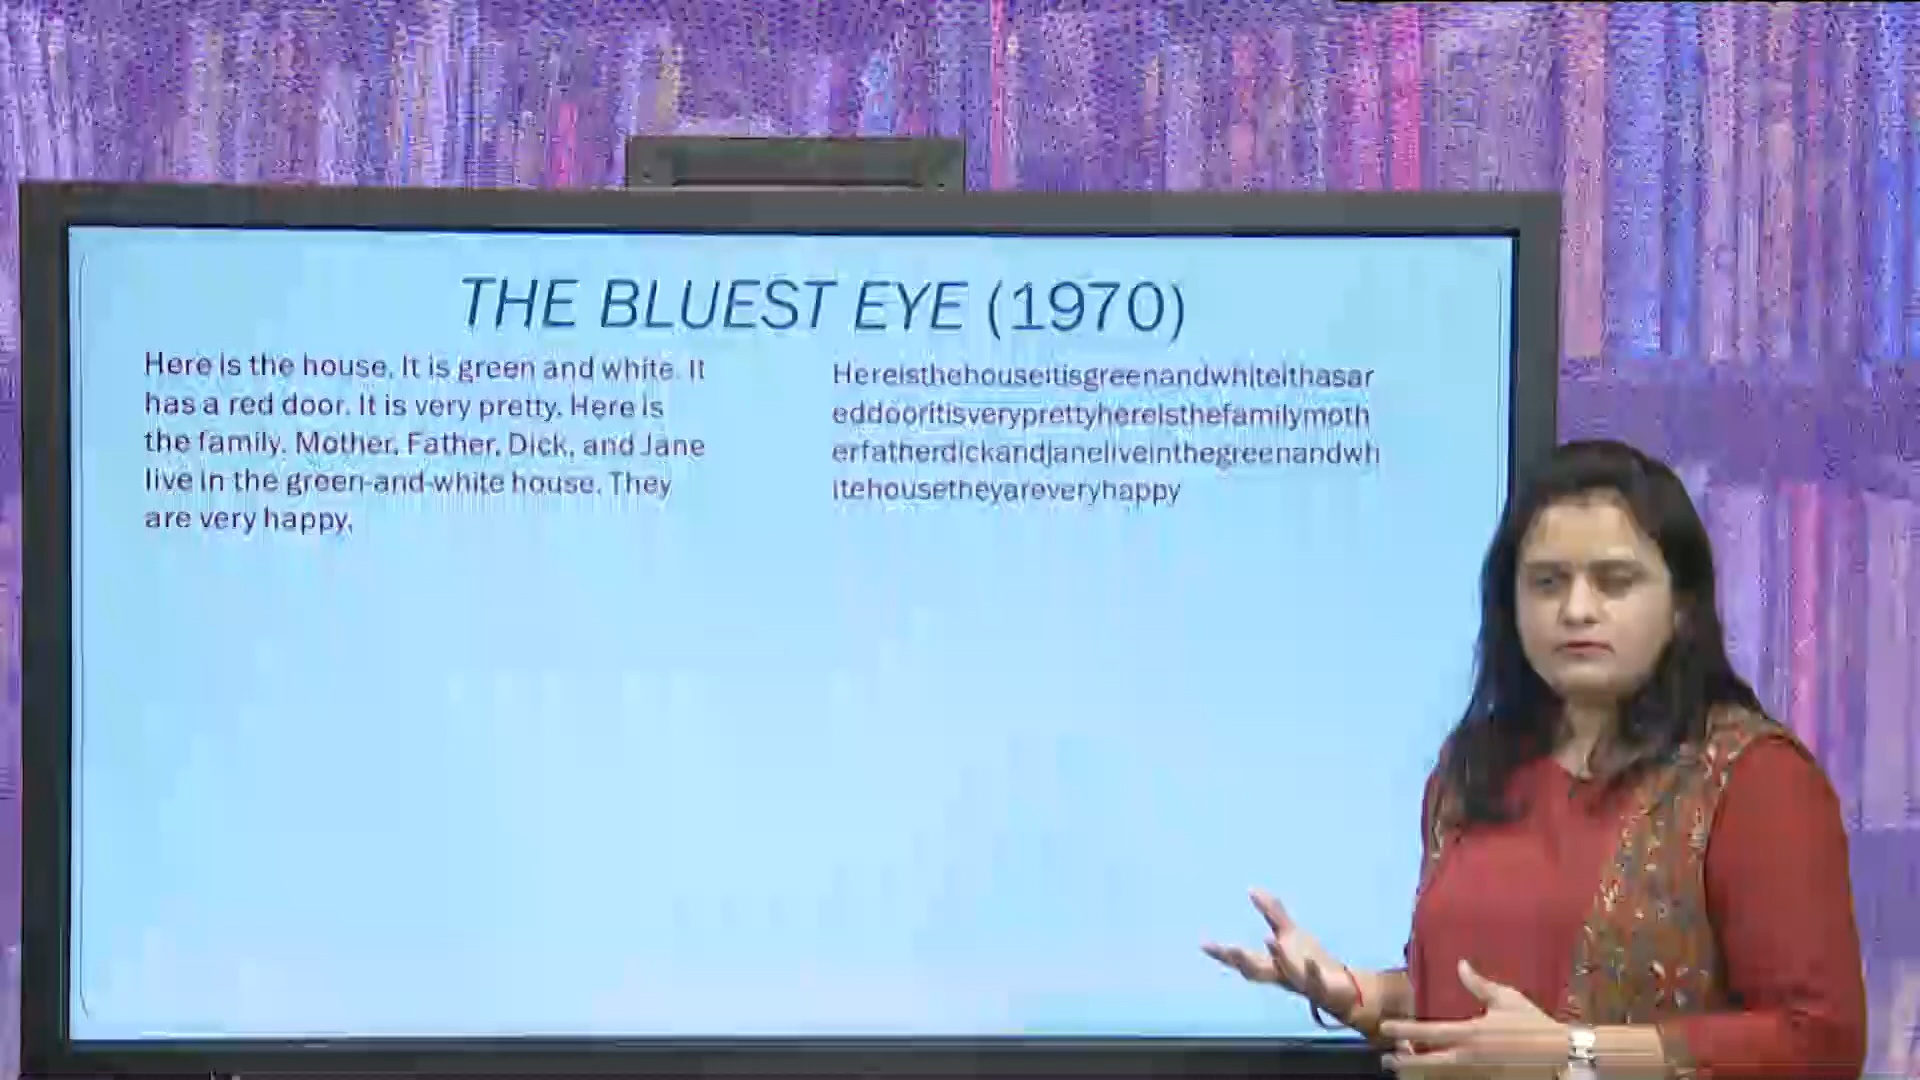 THE BLUEST EYE (1970)
Here is the house. It is green and white. It
has a red door. It is very pretty. Here is
the family. Mother, Father, Dick, and Jane
live in the green-and-white house. They
are very happy.
Hereisthehouseitisgreenandwhiteithasar
eddooritisveryprettyhereisthefamilymoth
erfatherdickandjaneliveinthegreenandwh
itehousetheyareveryhappy